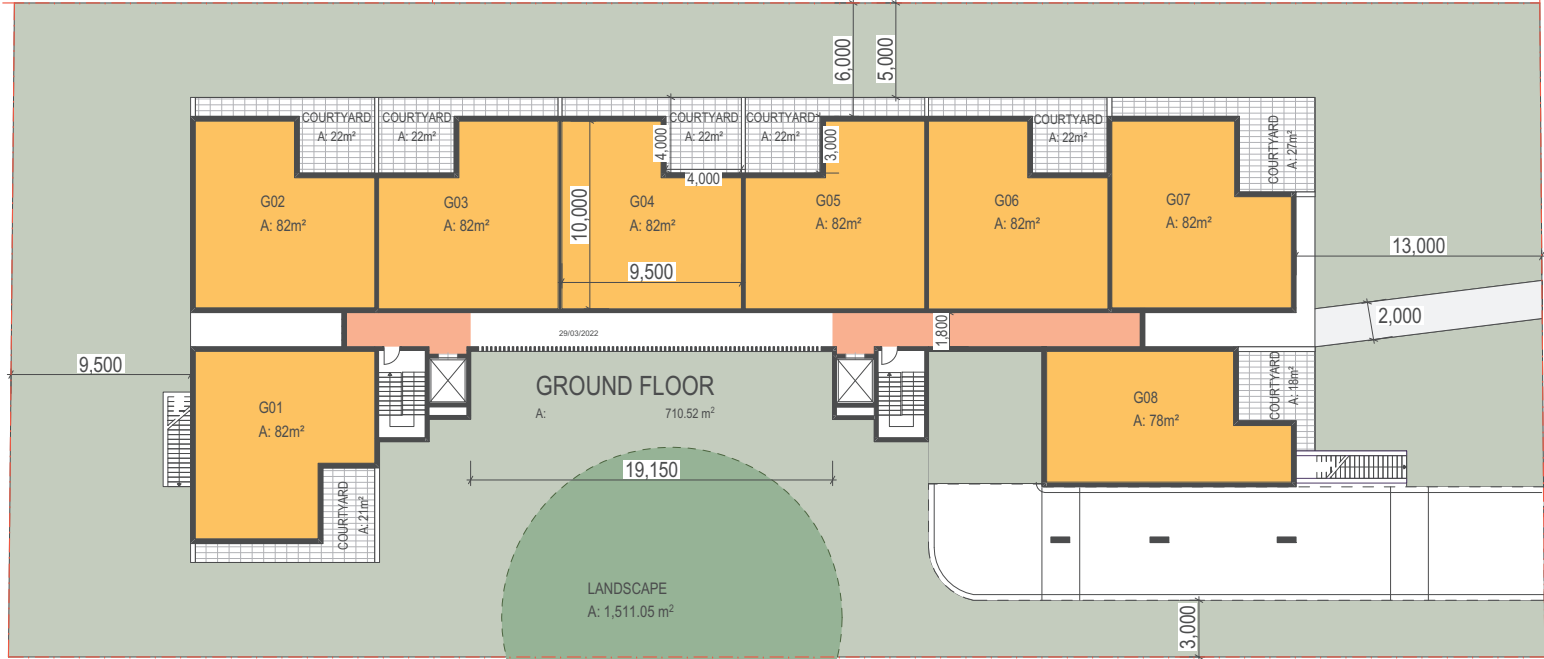 6,000
5,000
COURTYARD
A: 22m²
COURTYARD
A: 22m²
COURTYARD
A: 22m²
COURTYARD
A: 22m²
COURTYARD
A: 22m²
COURTYARD
A: 27m²
4,000
3,000
4,000
G02
A: 82m²
G03
A: 82m²
G04
A: 82m²
G05
A: 82m²
G06
A: 82m²
G07
A: 82m²
10,000
9,500
13,000
2,000
29/03/2022
1,800
9,500
GROUND FLOOR
A: 710.52 m²
G01
A: 82m²
COURTYARD
A: 21m²
G08
A: 78m²
COURTYARD
A: 18m²
19,150
LANDSCAPE
A: 1,511.05 m²
3,000